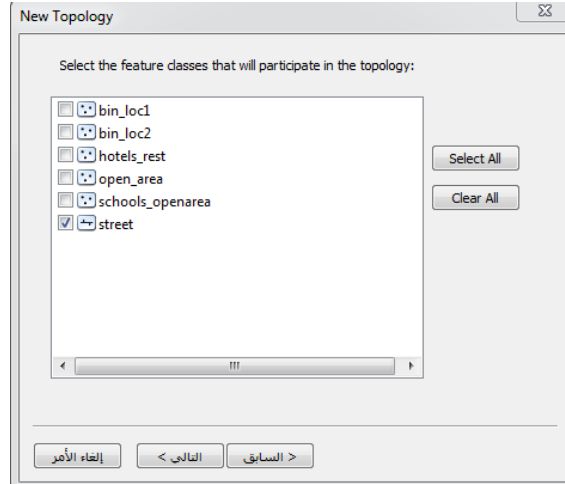 New Topology
Select the feature classes that will participate in the topology:
bin_loc1
bin_loc2
hotels_rest
open_area
schools_openarea
street
Select All
Clear All
إلغاء الأمر
التالي >
< السابق